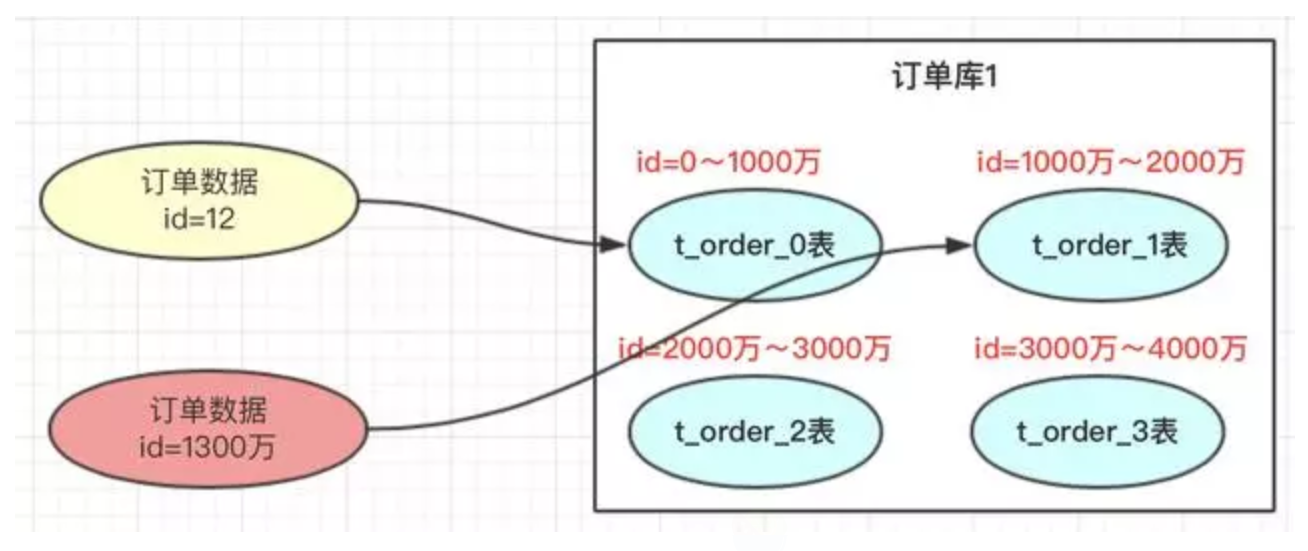 订单库1
订单数据
id=12
id=0～1000万
id=1000万～2000万
t_order_0表
t_order_1表
订单数据
id=1300万
id=2000万～3000万
id=3000万～4000万
t_order_2表
t_order_3表